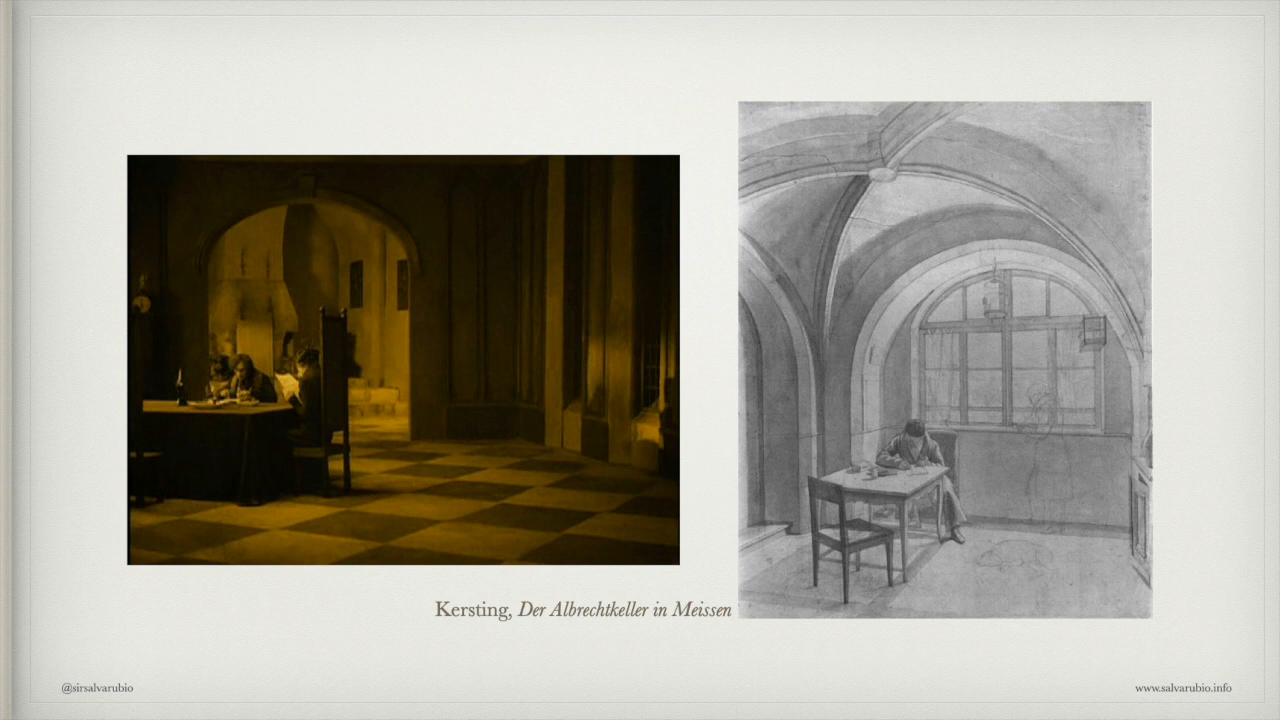 Kersting, Der Albrechtkeller in Meissen
@sirsalvarubio
www.salvarubio.info